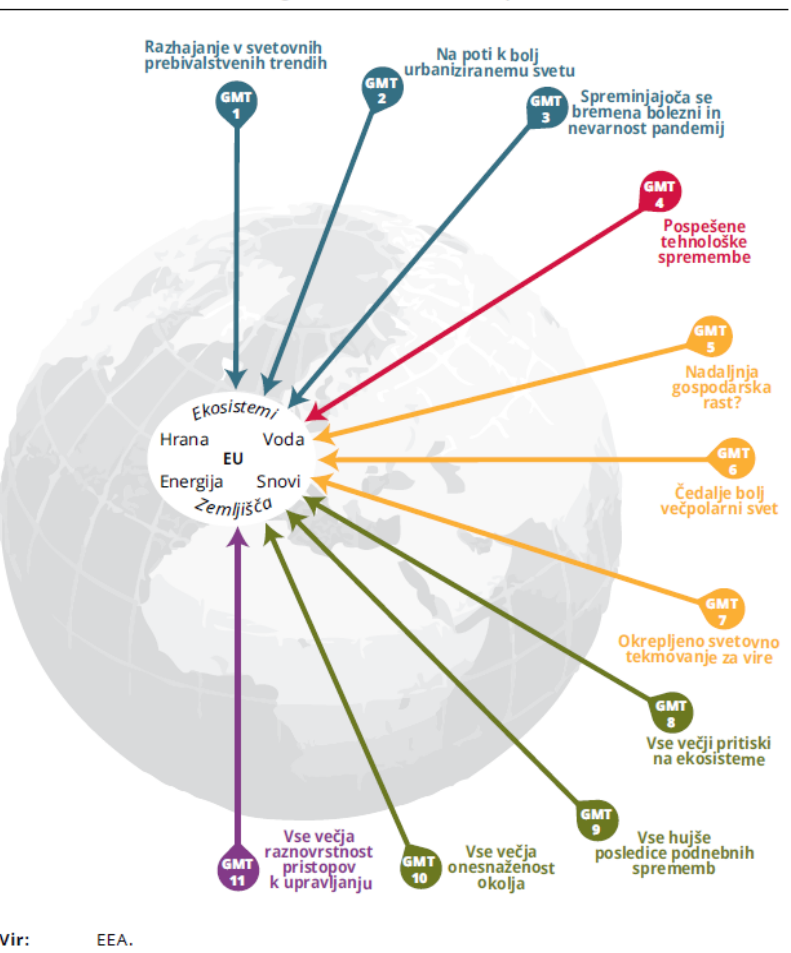 Razhajanje v svetovnih
prebivalstvenih trendih
GMT
1
Na poti k bolj
urbaniziranemu svetu
GMT
2
Spreminjajoča se
bremena bolezni in
nevarnost pandemij
GMT
3
GMT
4
Pospešene
tehnološke
spremembe
GMT
5
Nadaljnja
gospodarska
rast?
GMT
6
Čedalje bolj
večpolarni svet
GMT
7
Okrepljeno svetovno
tekmovanje za vire
GMT
8
Vse večji pritiski
na ekosisteme
GMT
9
Vse hujše
posledice podnebnih
sprememb
GMT
10
Vse večja
onesnaženost
okolja
GMT
11
Vse večja
raznovrstnost
pristopov
k upravljanju
Ekosistemi
Hrana Voda
EU
Energija Snovi
Zemljišča
Vir: EEA.